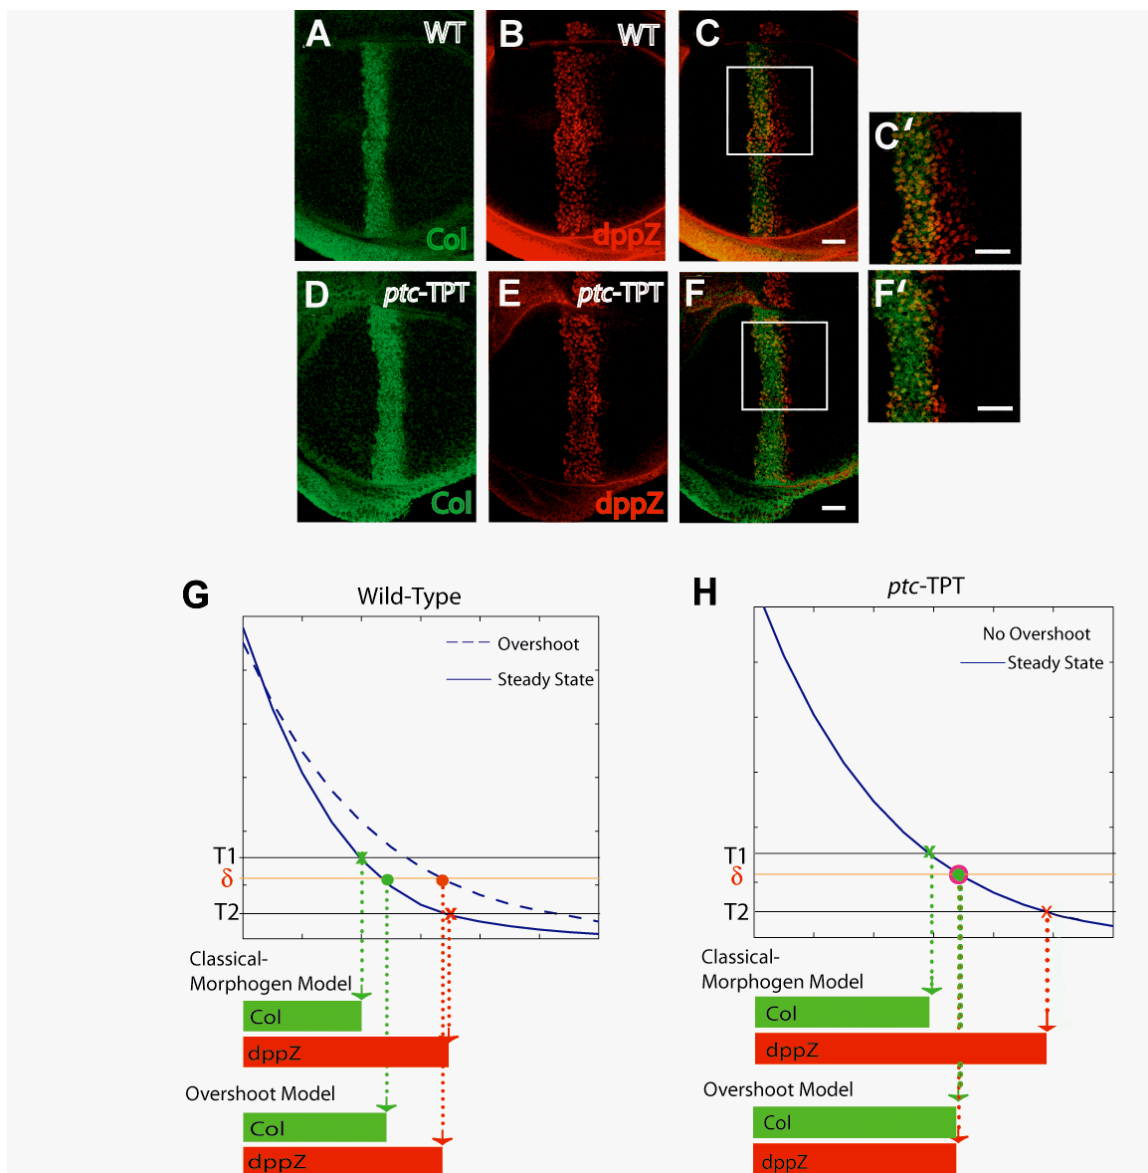 A WT
B WT
C
C'
Col
dppZ
D ptc-TPT
E ptc-TPT
F
F'
Col
dppZ
G
Wild-Type
Overshoot
Steady State
T1
δ
T2
x
x
Classical-
Morphogen Model
Col
dppZ
Overshoot Model
Col
dppZ
H
ptc-TPT
No Overshoot
Steady State
T1
δ
T2
x
x
Classical-
Morphogen Model
Col
dppZ
Overshoot Model
Col
dppZ